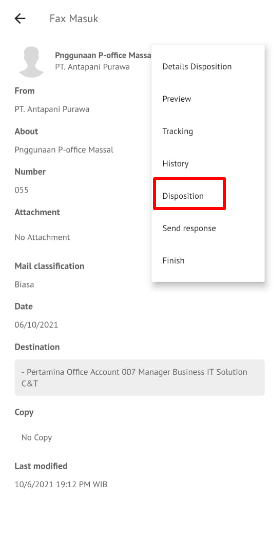 Fax Masuk
Pnggunaan P-office Massa
PT. Antapani Purawa
From
PT. Antapani Purawa
About
Pnggunaan P-office Massal
Number
055
Attachment
No Attachment
Mail classification
Biasa
Date
06/10/2021
Destination
- Pertamina Office Account 007 Manager Business IT Solution
C&T
Copy
No Copy
Last modified
10/6/2021 19:12 PM WIB
Details Disposition
Preview
Tracking
History
Disposition
Send response
Finish